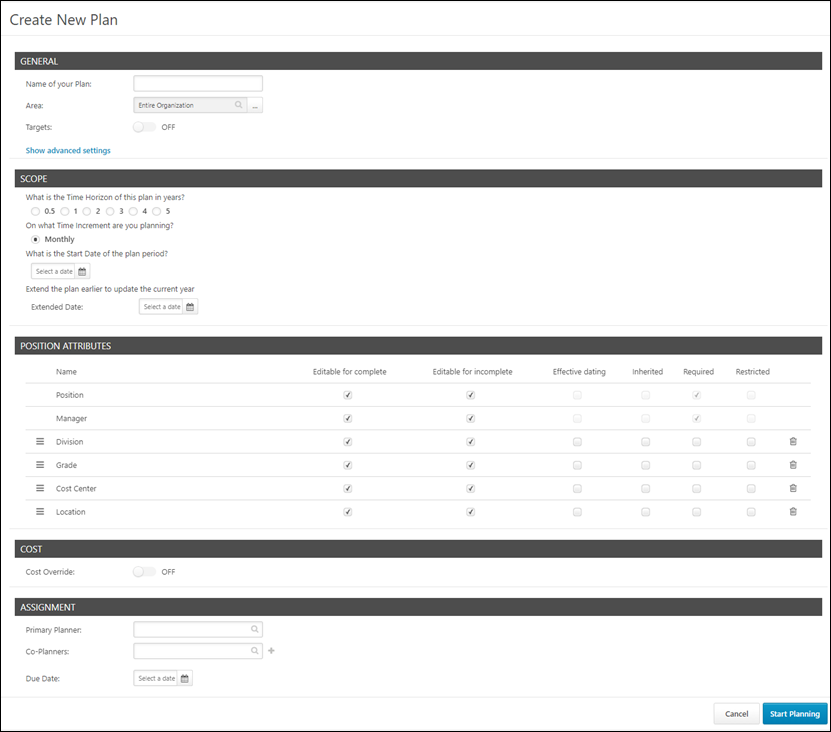 Create New Plan
GENERAL
Name of your Plan:
Area: Entire Organization ...
Targets: OFF
Show advanced settings
SCOPE
What is the Time Horizon of this plan in years?
0.5 1 2 3 4 5
On what Time Increment are you planning?
Monthly
What is the Start Date of the plan period?
Select a date
Extend the plan earlier to update the current year
Extended Date: Select a date
POSITION ATTRIBUTES
Name Editable for complete Editable for incomplete Effective dating Inherited Required Restricted
Position
Manager
Division
Grade
Cost Center
Location
COST
Cost Override: OFF
ASSIGNMENT
Primary Planner:
Co-Planners:
Due Date: Select a date
Cancel Start Planning